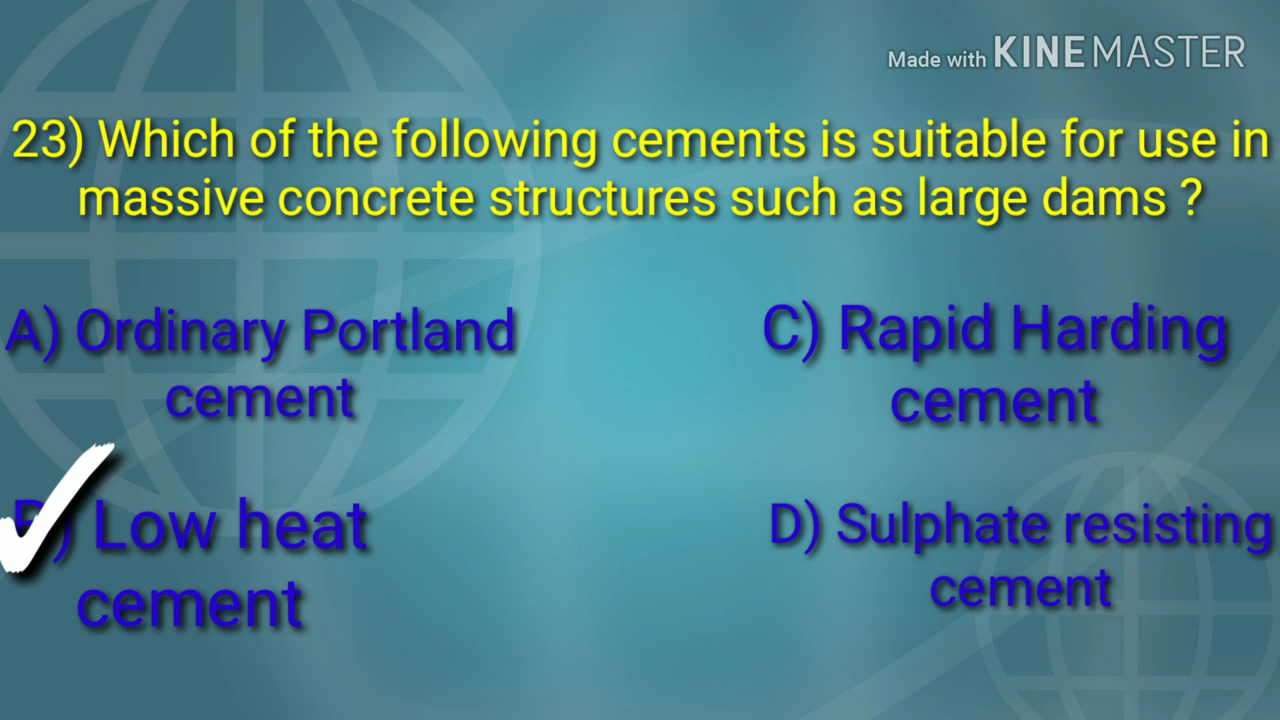 Made with KINEMASTER
23) Which of the following cements is suitable for use in
massive concrete structures such as large dams ?
A) Ordinary Portland
cement
C) Rapid Harding
cement
B) Low heat
cement
D) Sulphate resisting
cement